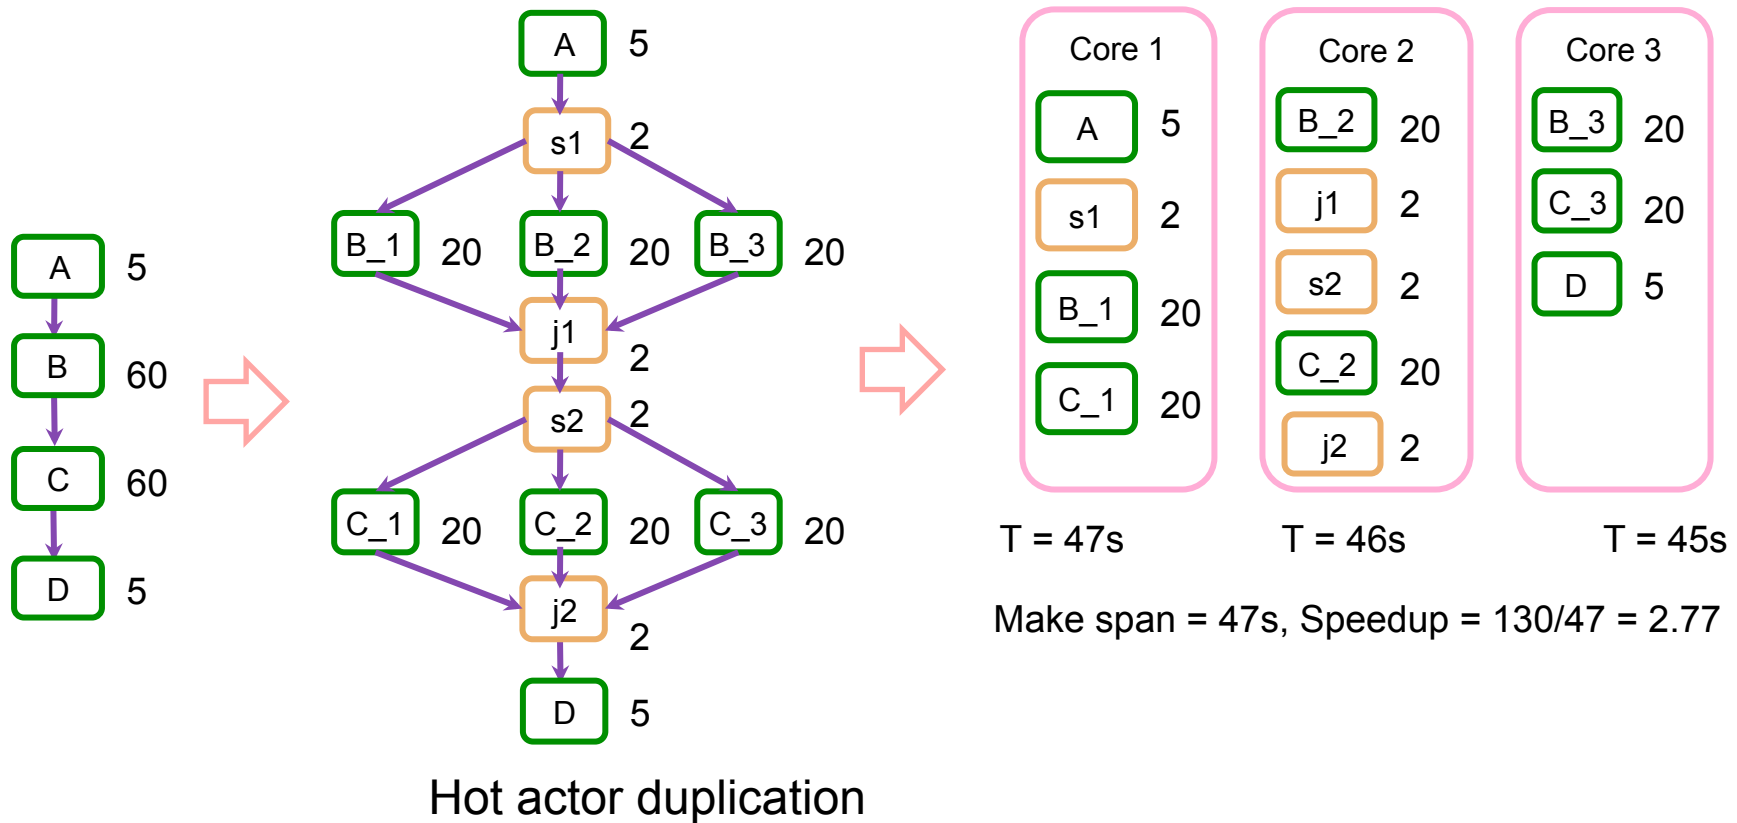 A 5
B 60
C 60
D 5
A 5
s1 2
B_1 20 B_2 20 B_3 20
j1 2
s2 2
C_1 20 C_2 20 C_3 20
j2 2
D 5
Hot actor duplication
Core 1
A 5
s1 2
B_1 20
C_1 20
T = 47s
Core 2
B_2 20
j1 2
s2 2
C_2 20
j2 2
T = 46s
Core 3
B_3 20
C_3 20
D 5
T = 45s
Make span = 47s, Speedup = 130/47 = 2.77